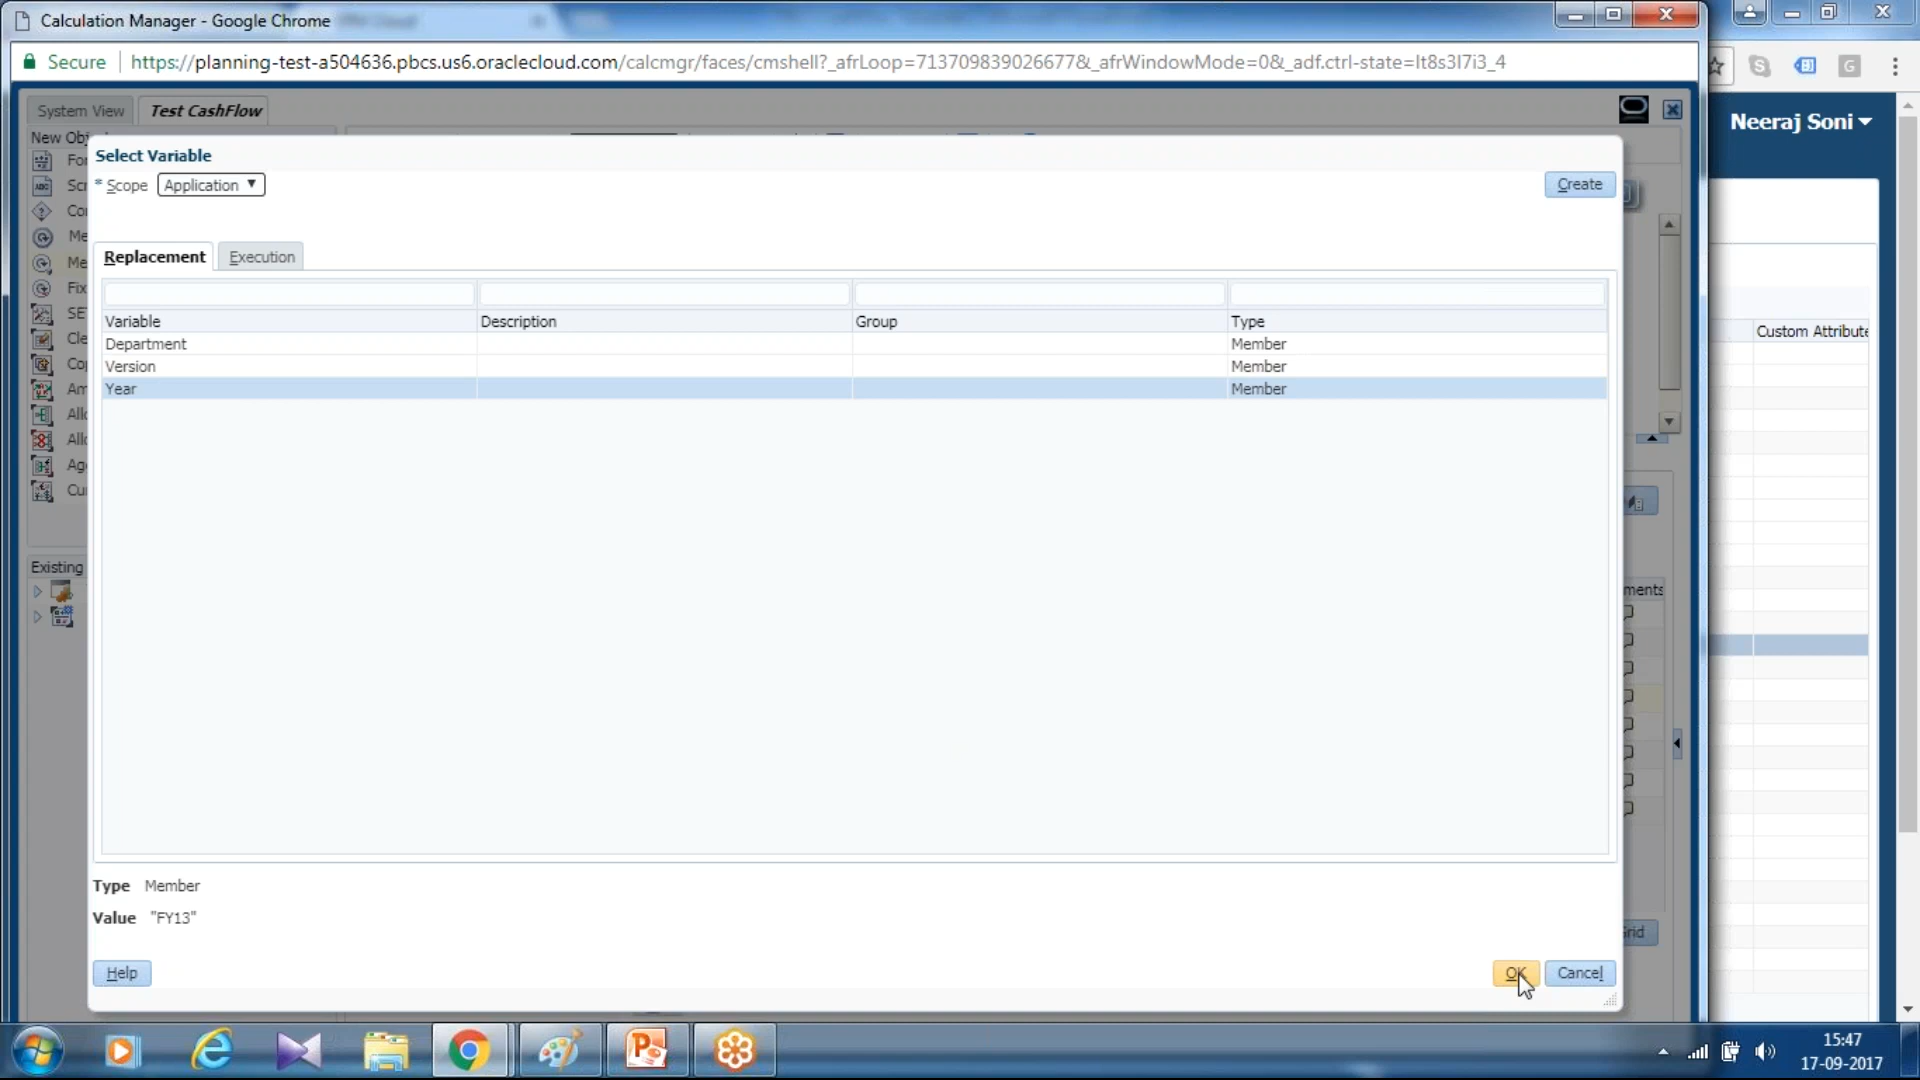 Calculation Manager - Google Chrome
Secure https://planning-test-a504636.pbcs.us6.oraclecloud.com/calcmgr/faces/cmshell?_afrLoop=713709839026677&_afrWindowMode=0&_adf.ctrl-state=lt8s3l7i3_4
System View Test CashFlow
Neeraj Soni
New Obj
Select Variable
* Scope Application
Create
Replacement Execution
Variable Description Group Type
Department Member
Version Member
Year Member
Custom Attribute
Existing
ments
Type Member
Value "FY13"
Grid
Help
OK Cancel
15:47
17-09-2017